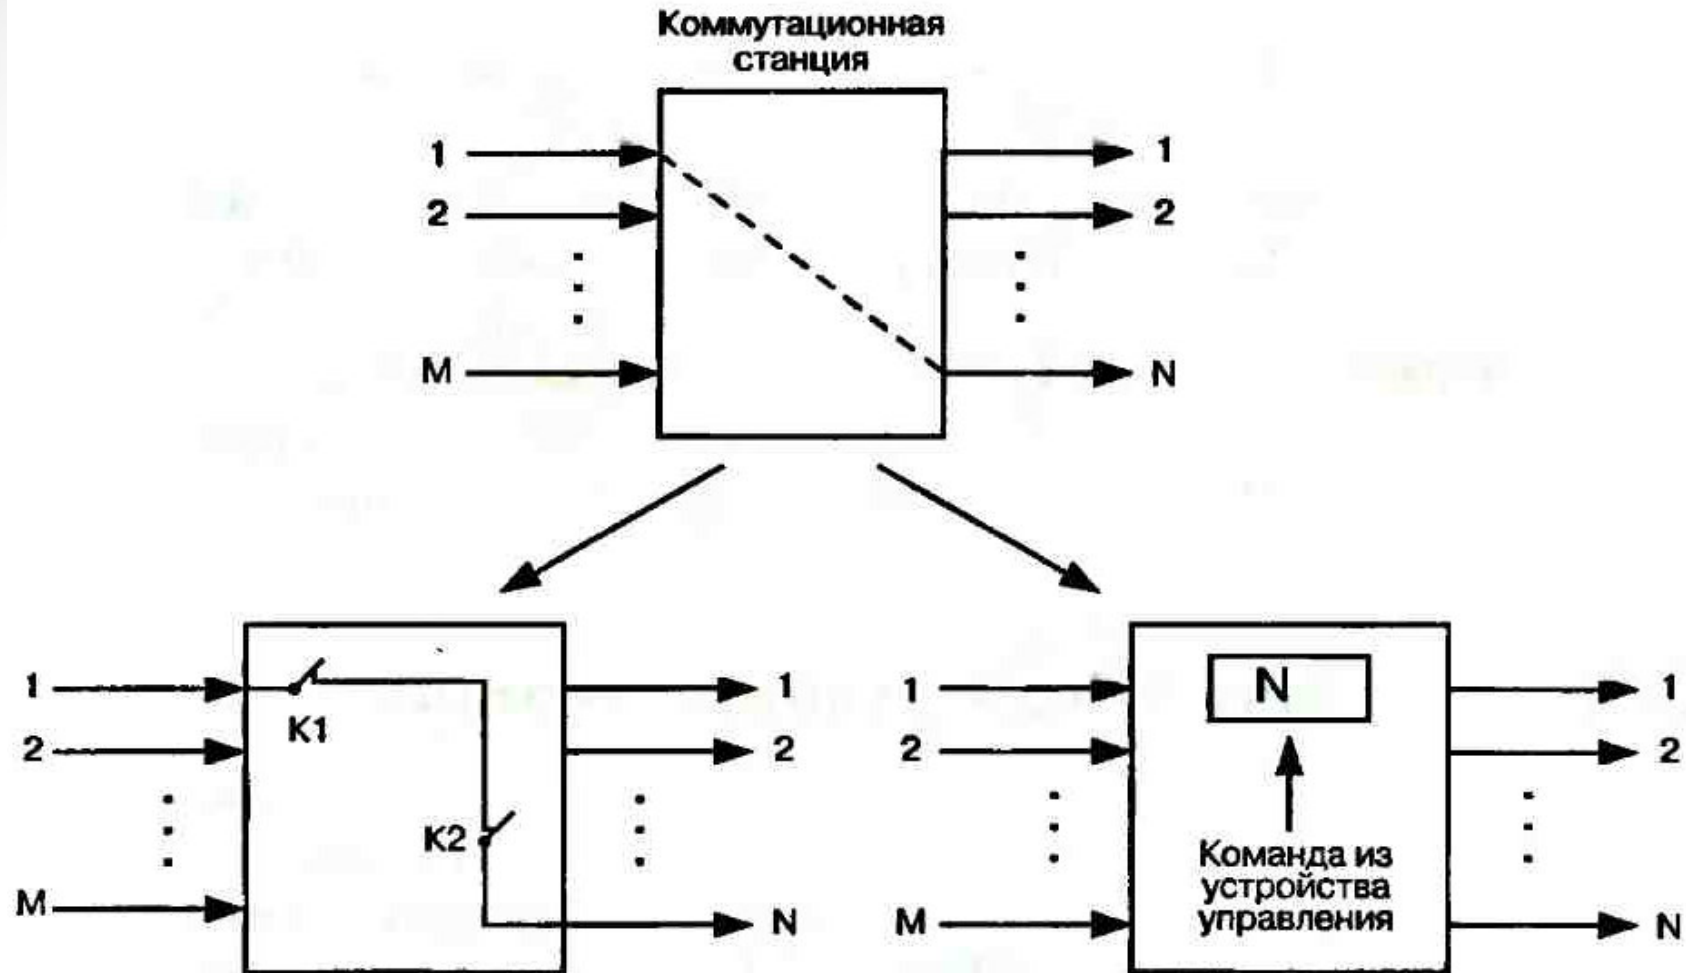 Коммутационная
станция
1 1
2 2
M N
1 1 1 N 1
K1
2 2 2 2
K2
Команда из
устройства
управления
M N M N